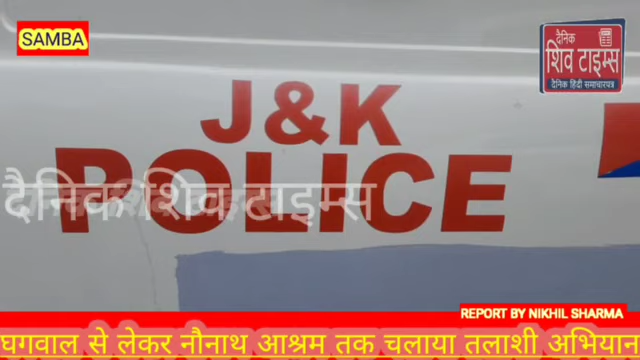 SAMBA
दैनिक
शिव टाइम्स
दैनिक हिंदी समाचारपत्र
J&K
POLICE
दैनिक शिव टाइम्स
REPORT BY NIKHIL SHARMA
घगवाल से लेकर नौनाथ आश्रम तक चलाया तलाशी अभियान